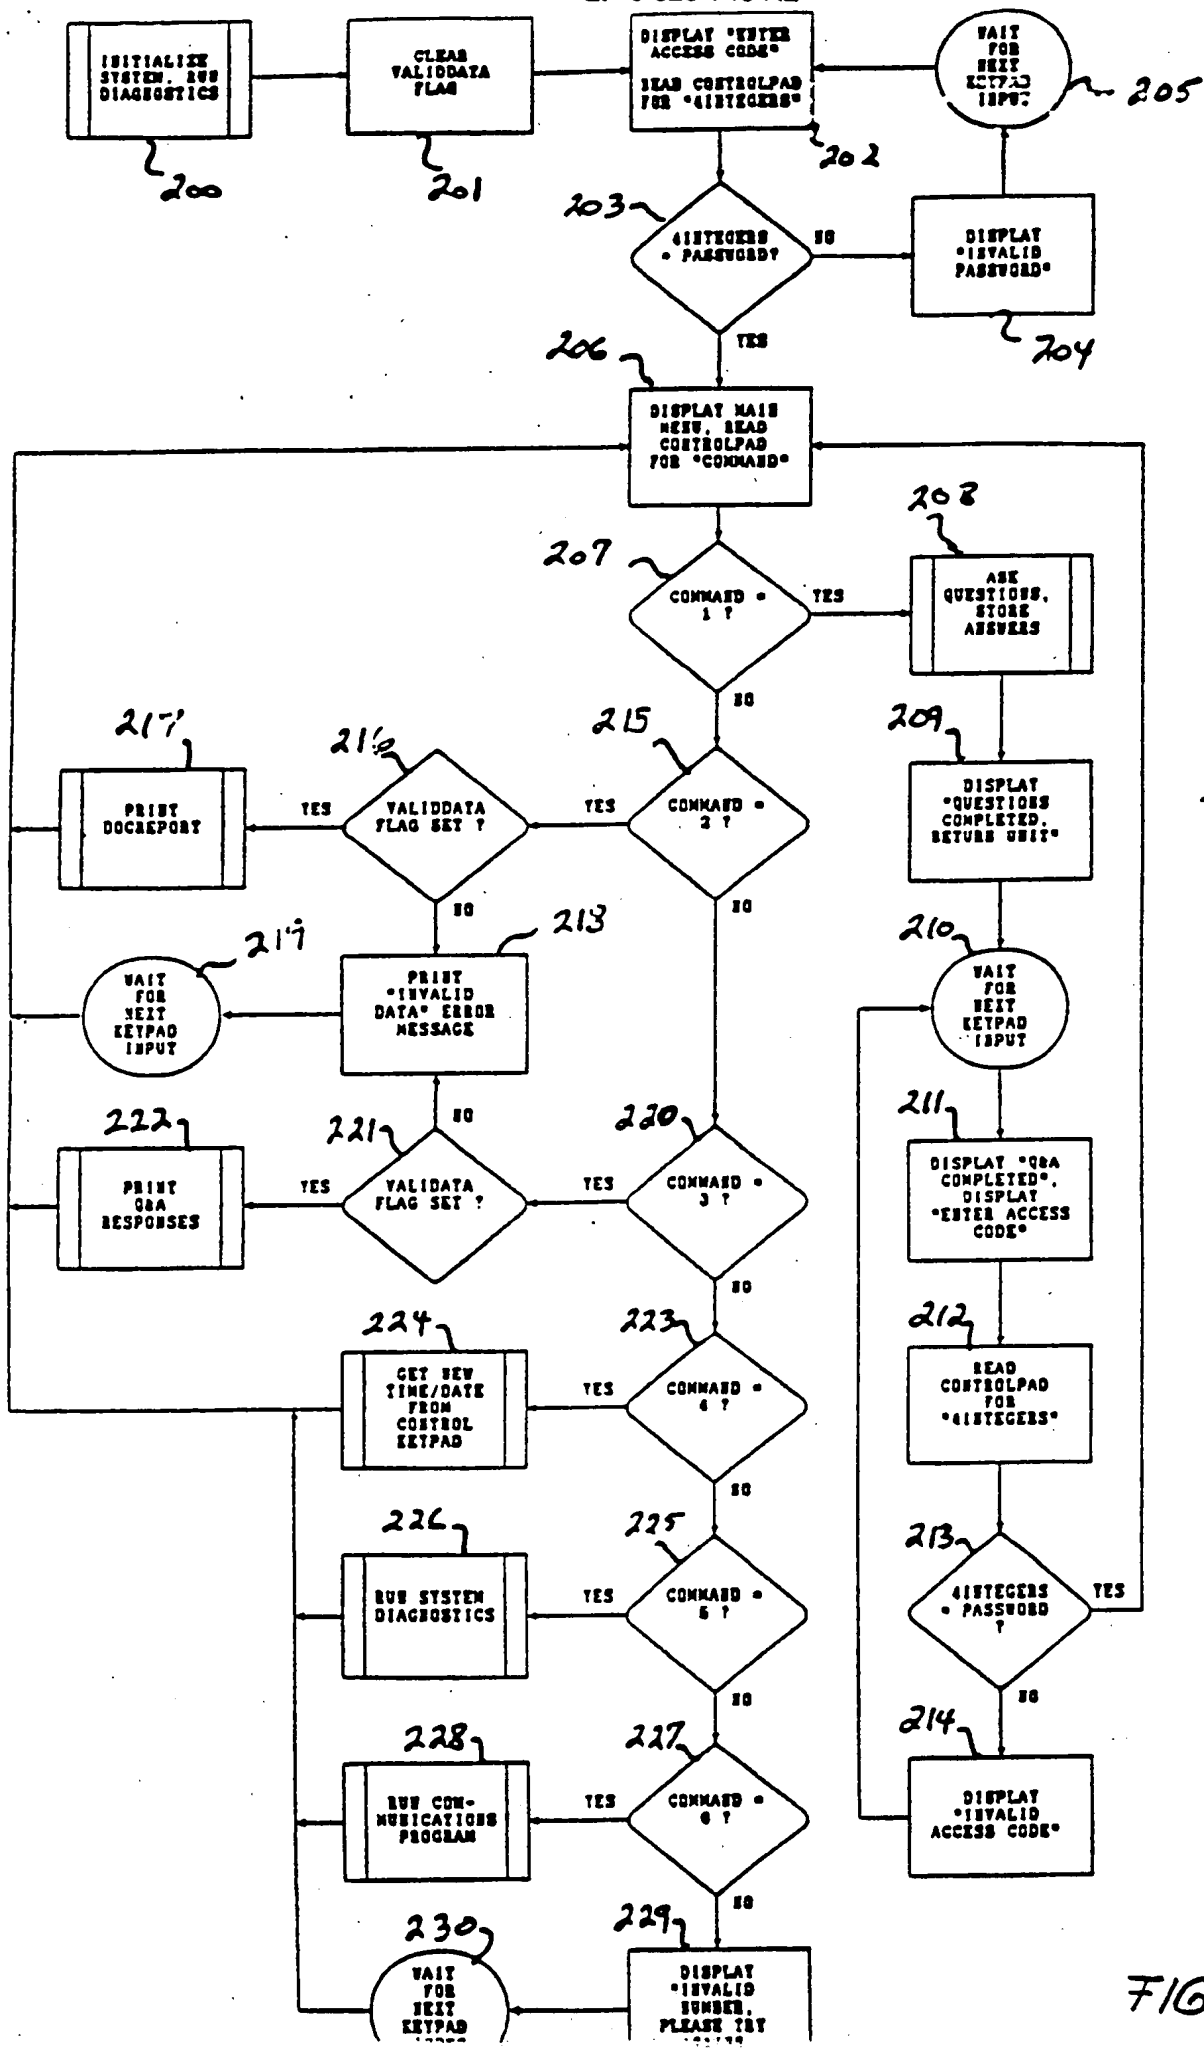 INITIALIZE
SYSTEM, RUN
DIAGNOSTICS
200
CLEAR
VALIDDATA
FLAG
201
DISPLAY "ENTER
ACCESS CODE"
READ CONTROLPAD
FOR "4INTEGERS"
202
WAIT
FOR
NEXT
KEYPAD
INPUT
205
203
4INTEGERS
= PASSWORD?
NO
YES
DISPLAY
"INVALID
PASSWORD"
204
206
DISPLAY MAIN
MENU, READ
CONTROLPAD
FOR "COMMAND"
207
COMMAND =
1 ?
YES
NO
208
ASK
QUESTIONS,
STORE
ANSWERS
209
DISPLAY
"QUESTIONS
COMPLETED,
RETURN UNIT"
210
WAIT
FOR
NEXT
KEYPAD
INPUT
211
DISPLAY "Q&A
COMPLETED",
DISPLAY
"ENTER ACCESS
CODE"
212
READ
CONTROLPAD
FOR
"4INTEGERS"
213
4INTEGERS
= PASSWORD
?
YES
NO
214
DISPLAY
"INVALID
ACCESS CODE"
215
COMMAND =
2 ?
YES
NO
216
VALIDDATA
FLAG SET ?
YES
NO
217
PRINT
DOCREPORT
218
PRINT
"INVALID
DATA" ERROR
MESSAGE
219
WAIT
FOR
NEXT
KEYPAD
INPUT
220
COMMAND =
3 ?
YES
NO
221
VALIDATA
FLAG SET ?
YES
NO
222
PRINT
Q&A
RESPONSES
223
COMMAND =
4 ?
YES
NO
224
GET NEW
TIME/DATE
FROM
CONTROL
KEYPAD
225
COMMAND =
5 ?
YES
NO
226
RUN SYSTEM
DIAGNOSTICS
227
COMMAND =
6 ?
YES
NO
228
RUN COM-
MUNICATIONS
PROGRAM
229
DISPLAY
"INVALID
NUMBER,
PLEASE TRY
230
WAIT
FOR
NEXT
KEYPAD
FIG